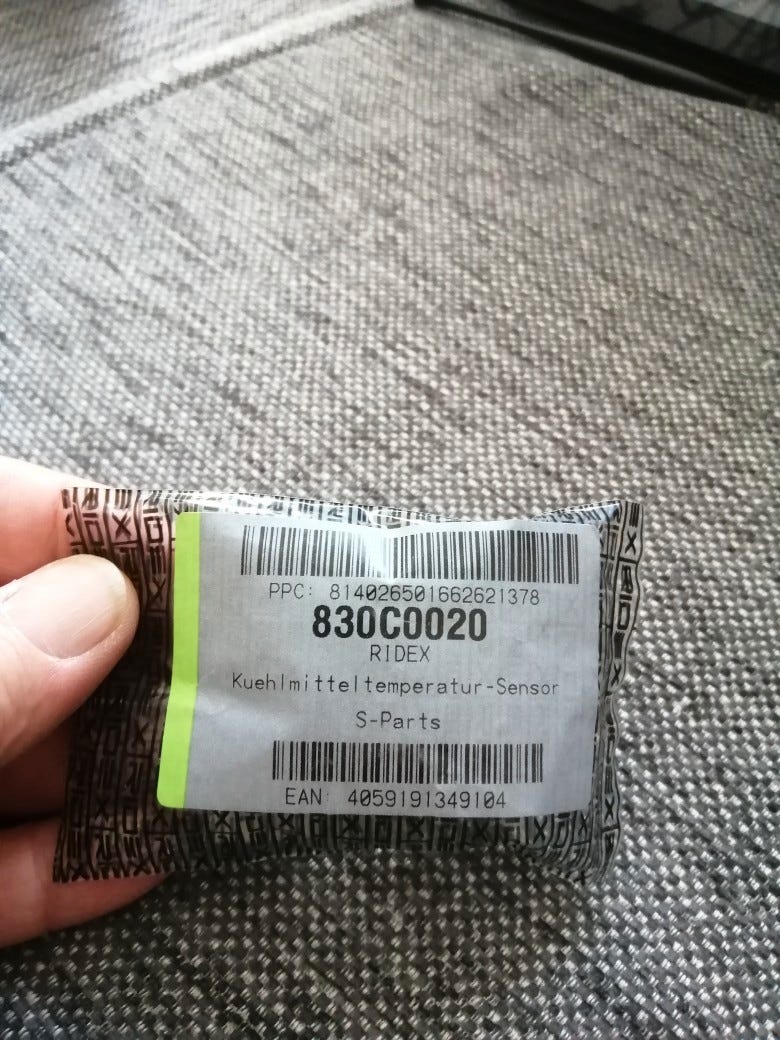 PPC: 814026501662621378
830C0020
RIDEX
Kuehlmitteltemperatur-Sensor
S-Parts
EAN: 4059191349104